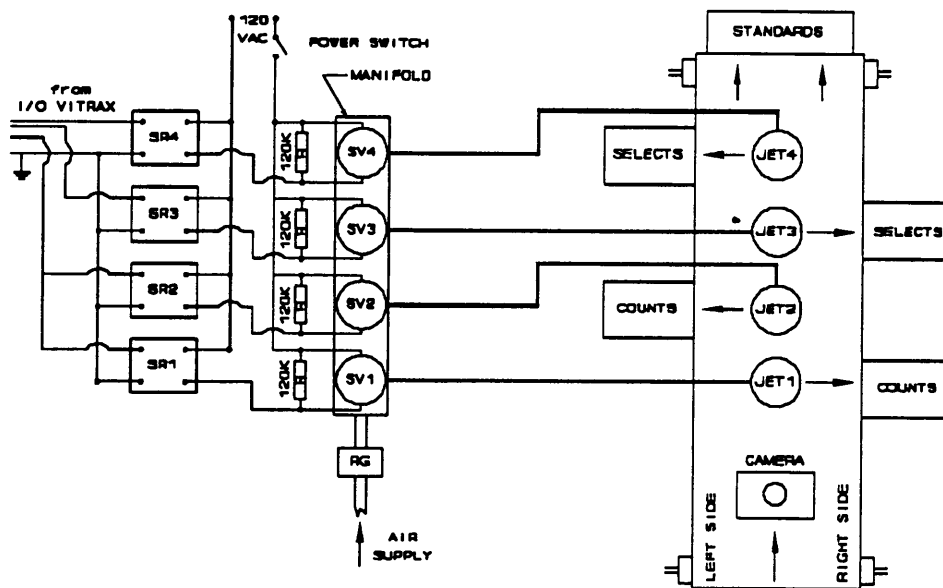 120
VAC
STANDARDS
POWER SWITCH
MANIFOLD
from
I/O VITRAX
SR4
120K
SV4
SELECTS
JET4
SR3
120K
SV3
JET3
SELECTS
SR2
120K
SV2
COUNTS
JET2
SR1
120K
SV1
JET1
COUNTS
RG
CAMERA
AIR
SUPPLY
LEFT SIDE
RIGHT SIDE